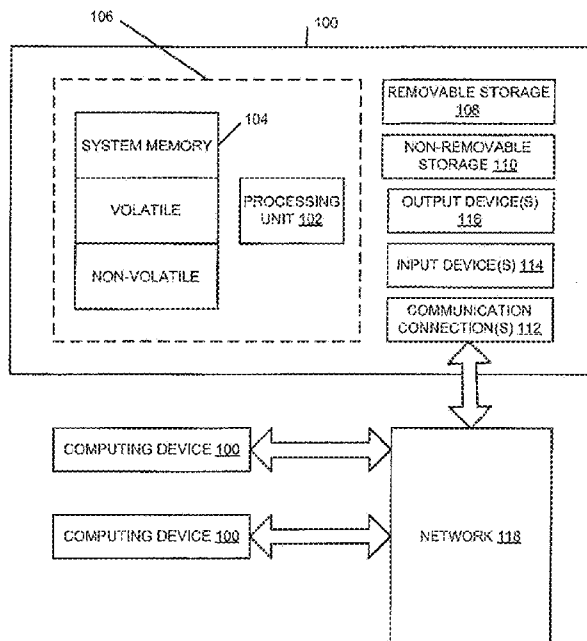 100
106
104
SYSTEM MEMORY
VOLATILE
NON-VOLATILE
PROCESSING
UNIT 102
REMOVABLE STORAGE
108
NON-REMOVABLE
STORAGE 110
OUTPUT DEVICE(S)
116
INPUT DEVICE(S) 114
COMMUNICATION
CONNECTION(S) 112
COMPUTING DEVICE 100
COMPUTING DEVICE 100
NETWORK 118